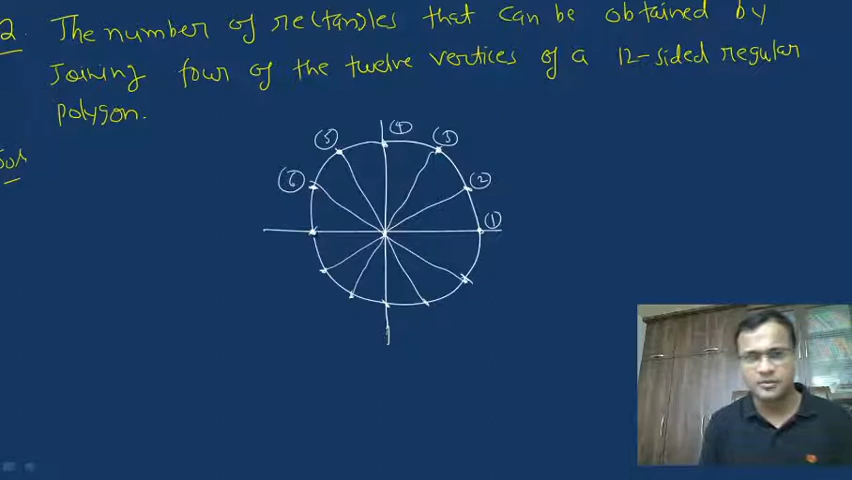 2 The number of rectangles that can be obtained by
Joining four of the twelve vertices of a 12-sided regular
polygon.
Soln
④
⑤ ③
⑥ ②
①